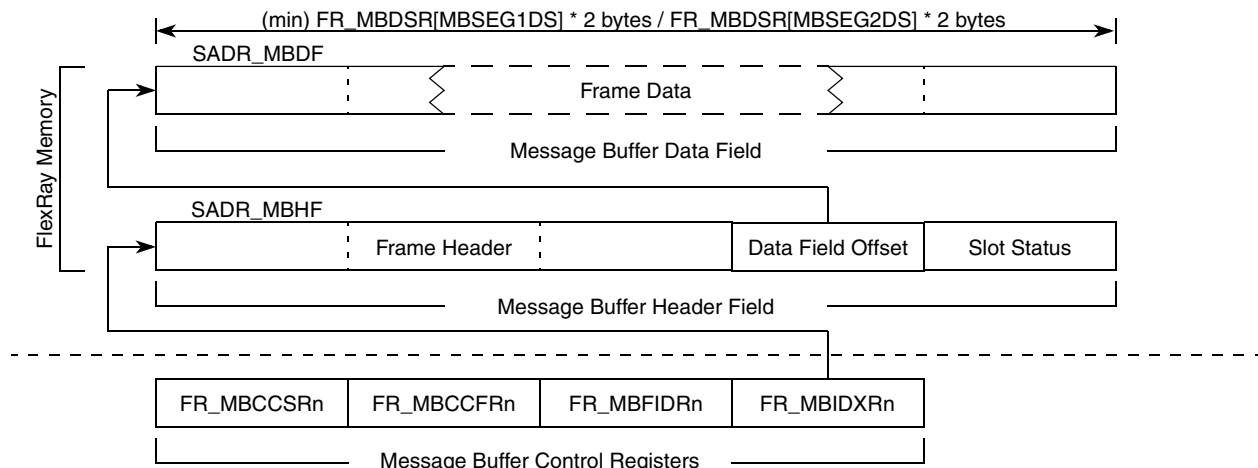 (min) FR_MBDSR[MBSEG1DS] * 2 bytes / FR_MBDSR[MBSEG2DS] * 2 bytes
SADR_MBDF
Frame Data
Message Buffer Data Field
FlexRay Memory
SADR_MBHF
Frame Header
Data Field Offset
Slot Status
Message Buffer Header Field
FR_MBCCSRn
FR_MBCCFRn
FR_MBFIDRn
FR_MBIDXRn
Message Buffer Control Registers